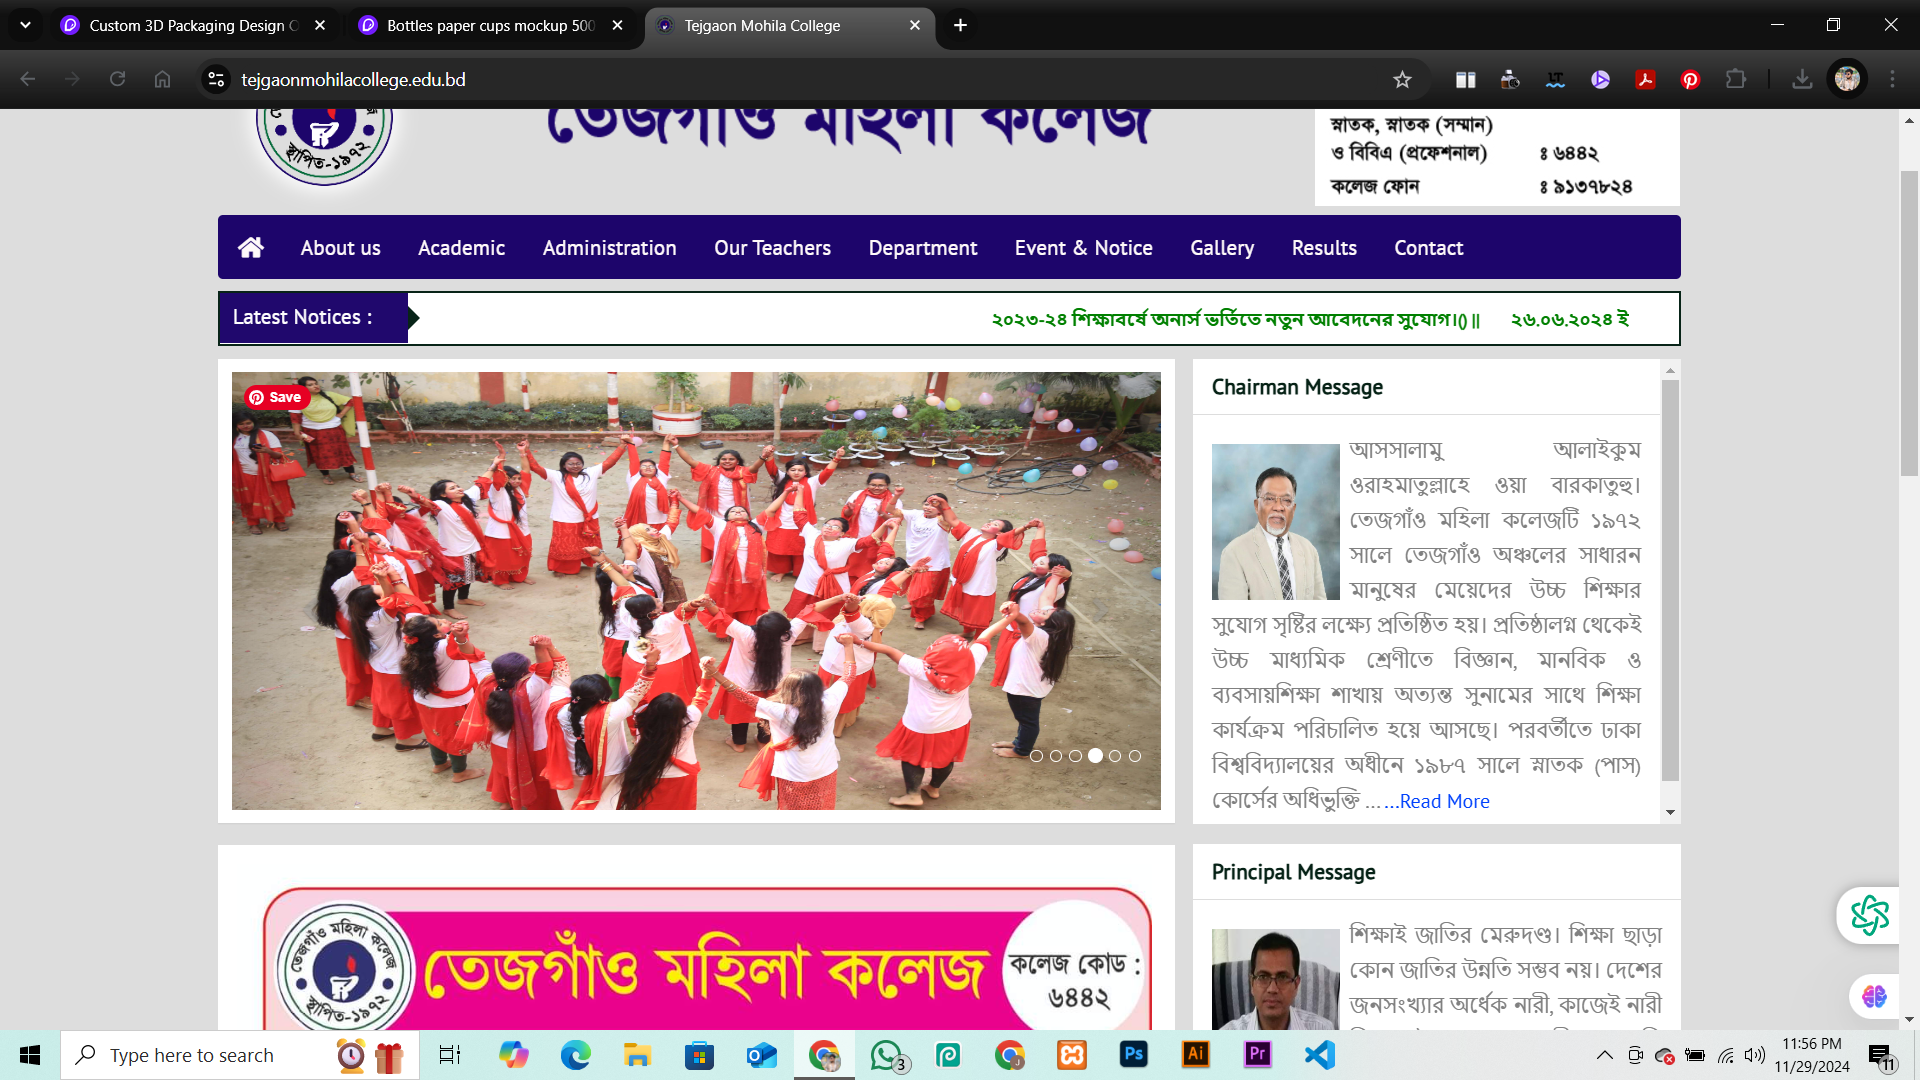 Custom 3D Packaging Design O
Bottles paper cups mockup 500
Tejgaon Mohila College
tejgaonmohilacollege.edu.bd
তেজগাঁও মহিলা কলেজ
স্থাপিত-১৯৭২
স্নাতক, স্নাতক (সম্মান)
ও বিবিএ (প্রফেশনাল) ঃ ৬৪৪২
কলেজ ফোন ঃ ৯১৩৭৮২৪
About us Academic Administration Our Teachers Department Event & Notice Gallery Results Contact
Latest Notices :
২০২৩-২৪ শিক্ষাবর্ষে অনার্স ভর্তিতে নতুন আবেদনের সুযোগ।() || ২৬.০৬.২০২৪ ই
Save
Chairman Message
আসসালামু আলাইকুম
ওরাহমাতুল্লাহে ওয়া বারকাতুহু।
তেজগাঁও মহিলা কলেজটি ১৯৭২
সালে তেজগাঁও অঞ্চলের সাধারন
মানুষের মেয়েদের উচ্চ শিক্ষার
সুযোগ সৃষ্টির লক্ষ্যে প্রতিষ্ঠিত হয়। প্রতিষ্ঠালগ্ন থেকেই
উচ্চ মাধ্যমিক শ্রেণীতে বিজ্ঞান, মানবিক ও
ব্যবসায়শিক্ষা শাখায় অত্যন্ত সুনামের সাথে শিক্ষা
কার্যক্রম পরিচালিত হয়ে আসছে। পরবর্তীতে ঢাকা
বিশ্ববিদ্যালয়ের অধীনে ১৯৮৭ সালে স্নাতক (পাস)
কোর্সের অধিভুক্তি ... ...Read More
তেজগাঁও মহিলা কলেজ
স্থাপিত-১৯৭২
তেজগাঁও মহিলা কলেজ
কলেজ কোড :
৬৪৪২
Principal Message
শিক্ষাই জাতির মেরুদণ্ড। শিক্ষা ছাড়া
কোন জাতির উন্নতি সম্ভব নয়। দেশের
জনসংখ্যার অর্ধেক নারী, কাজেই নারী
Type here to search
3
Ps
Ai
Pr
11:56 PM
11/29/2024
11